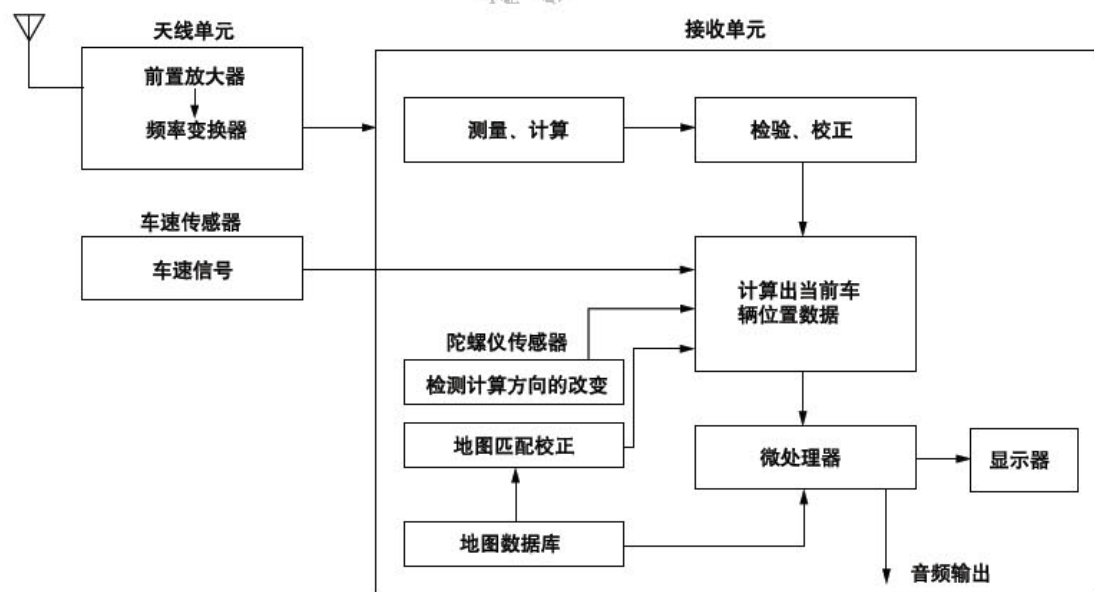 天线单元
接收单元
前置放大器
频率变换器
测量、计算
检验、校正
车速传感器
车速信号
计算出当前车
辆位置数据
陀螺仪传感器
检测计算方向的改变
地图匹配校正
微处理器
显示器
地图数据库
音频输出